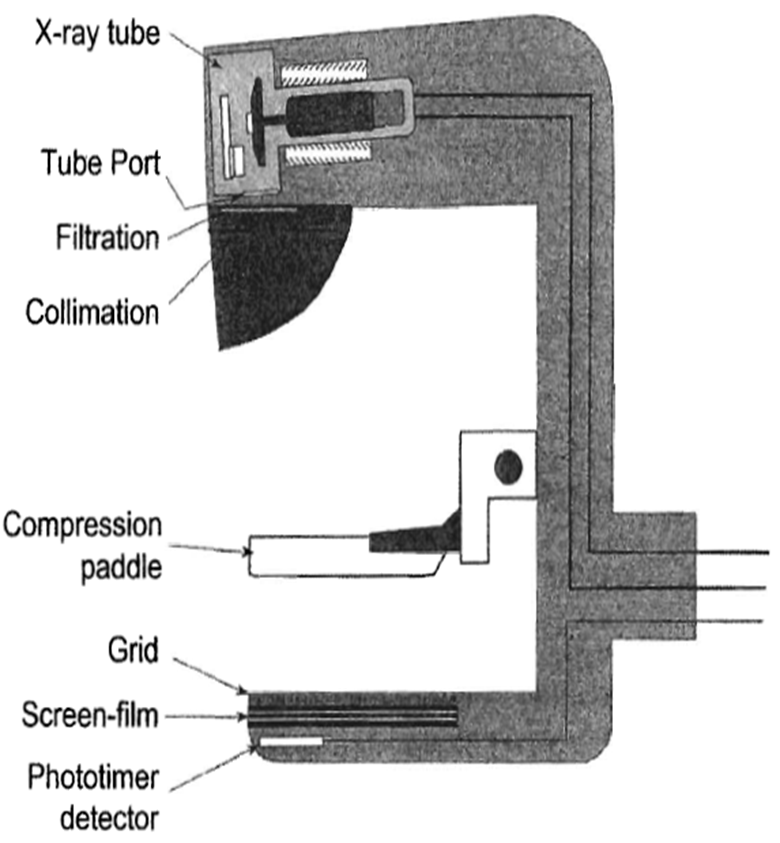 X-ray tube
Tube Port
Filtration
Collimation
Compression
paddle
Grid
Screen-film
Phototimer
detector